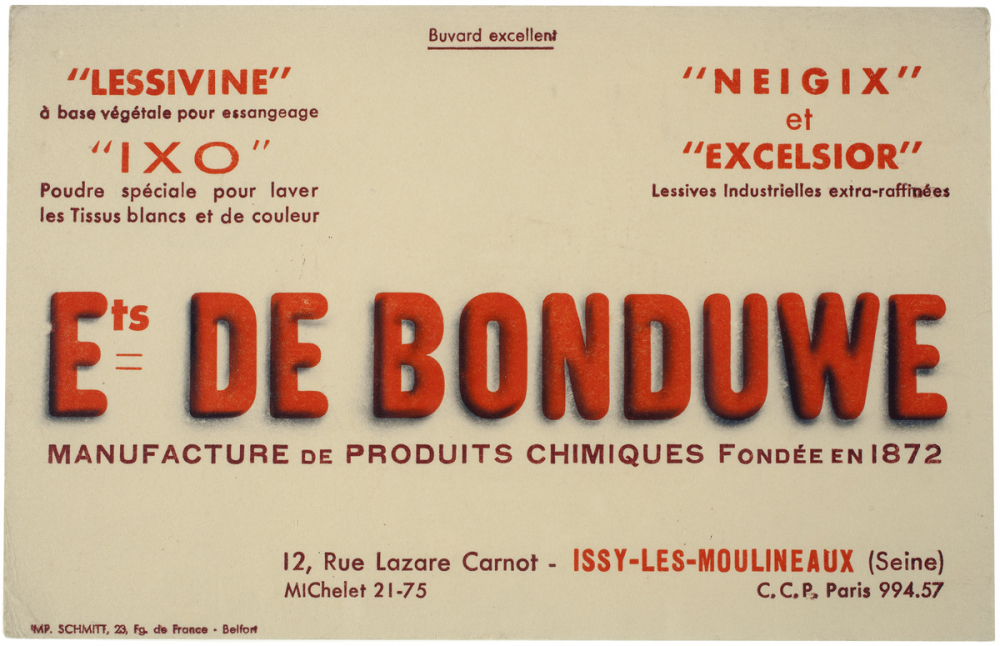 Buvard excellent
"LESSIVINE"
à base végétale pour essangeage
"IXO"
Poudre spéciale pour laver
les Tissus blancs et de couleur
"NEIGIX"
et
"EXCELSIOR"
Lessives Industrielles extra-raffinées
Ets DE BONDUWE
MANUFACTURE DE PRODUITS CHIMIQUES FONDÉE EN 1872
12, Rue Lazare Carnot - ISSY-LES-MOULINEAUX (Seine)
MIChelet 21-75
C.C.P. Paris 994.57
IMP. SCHMITT, 23, Fg. de France - Belfort